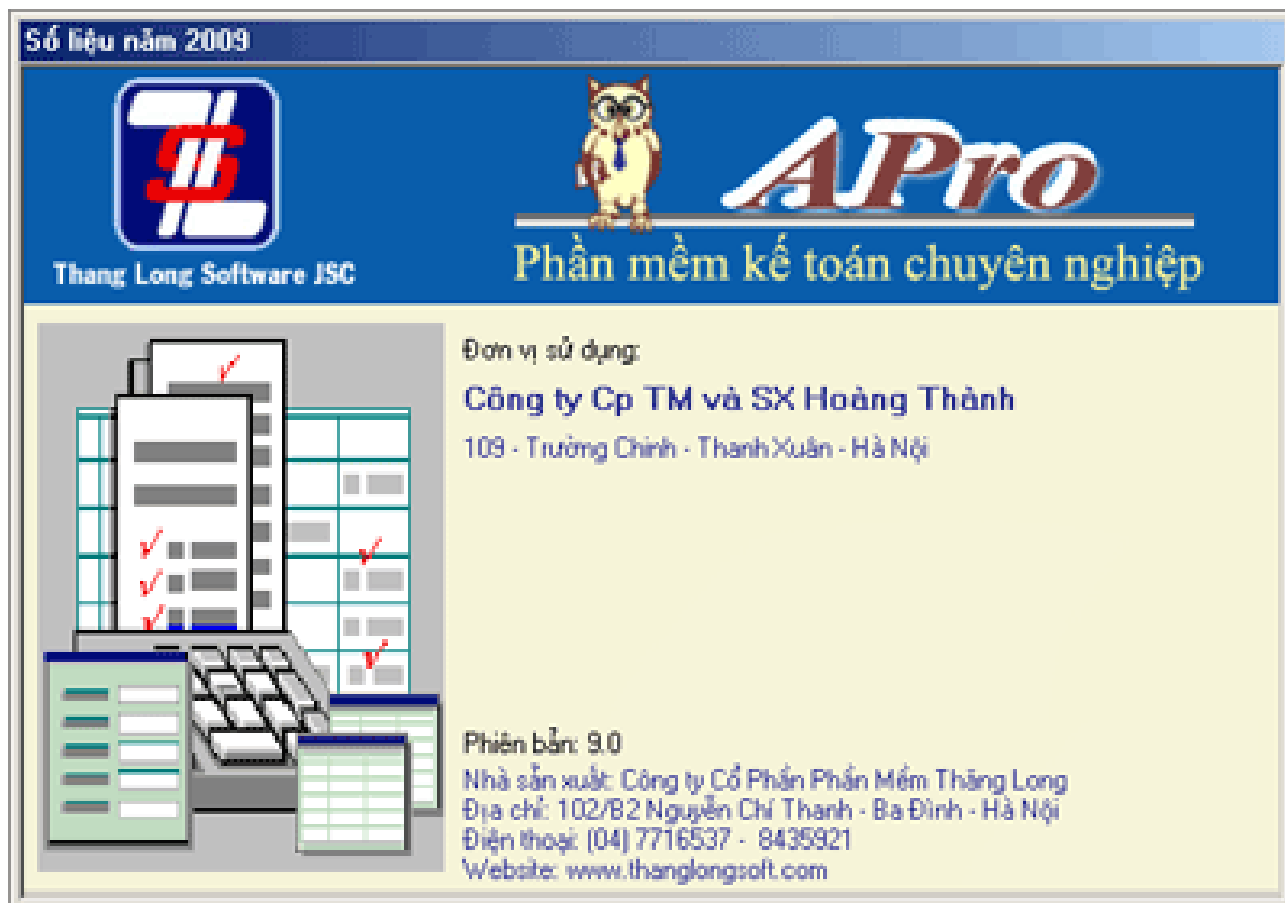 Số liệu năm 2009
APro
Thang Long Software JSC
Phần mềm kế toán chuyên nghiệp
Đơn vị sử dụng:
Công ty Cp TM và SX Hoàng Thành
109 - Trường Chinh - Thanh Xuân - Hà Nội
Phiên bản: 9.0
Nhà sản xuất: Công ty Cổ Phần Phần Mềm Thăng Long
Địa chỉ: 102/B2 Nguyễn Chí Thanh - Ba Đình - Hà Nội
Điện thoại: (04) 7716537 - 8435921
Website: www.thanglongsoft.com